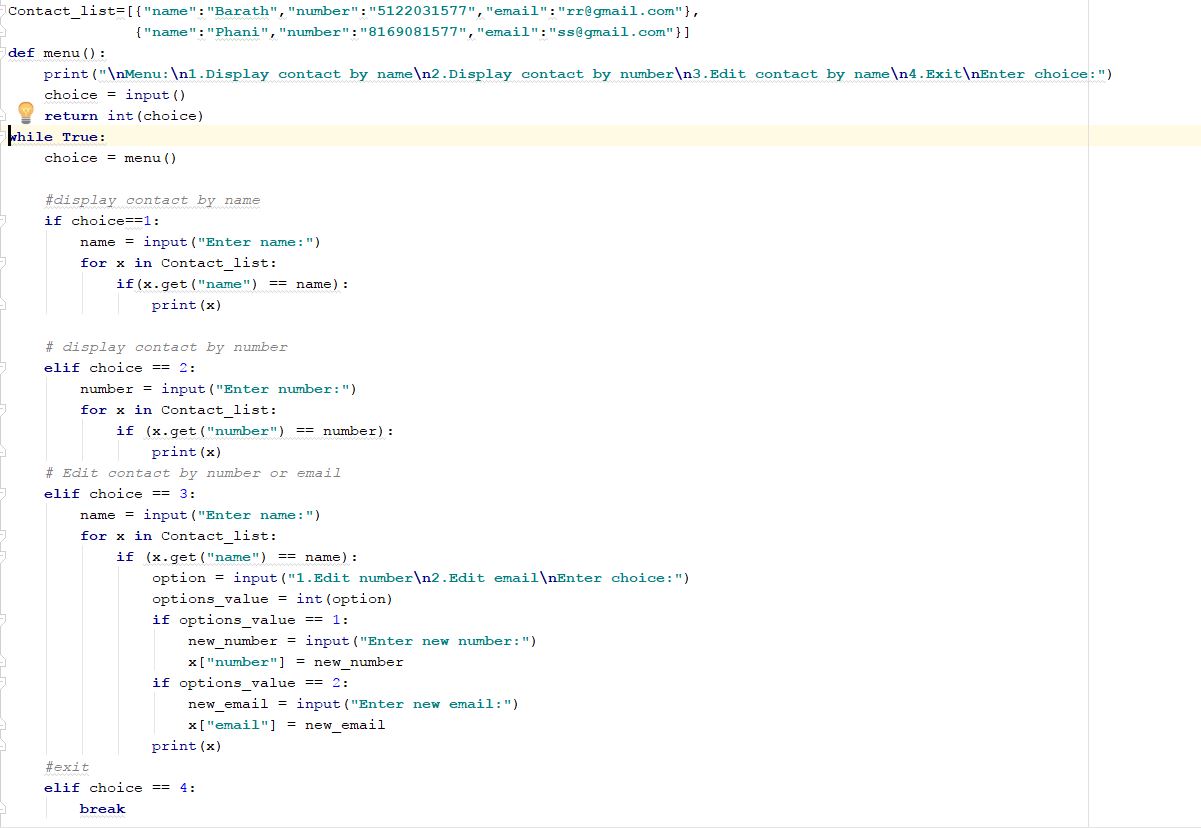 Contact_list=[{"name":"Barath","number":"5122031577","email":"rr@gmail.com"},
              {"name":"Phani","number":"8169081577","email":"ss@gmail.com"}]
def menu():
    print("\nMenu:\n1.Display contact by name\n2.Display contact by number\n3.Edit contact by name\n4.Exit\nEnter choice:")
    choice = input()
    return int(choice)
while True:
    choice = menu()

    #display contact by name
    if choice==1:
        name = input("Enter name:")
        for x in Contact_list:
            if(x.get("name") == name):
                print(x)

    # display contact by number
    elif choice == 2:
        number = input("Enter number:")
        for x in Contact_list:
            if (x.get("number") == number):
                print(x)
    # Edit contact by number or email
    elif choice == 3:
        name = input("Enter name:")
        for x in Contact_list:
            if (x.get("name") == name):
                option = input("1.Edit number\n2.Edit email\nEnter choice:")
                options_value = int(option)
                if options_value == 1:
                    new_number = input("Enter new number:")
                    x["number"] = new_number
                if options_value == 2:
                    new_email = input("Enter new email:")
                    x["email"] = new_email
                print(x)
    #exit
    elif choice == 4:
        break